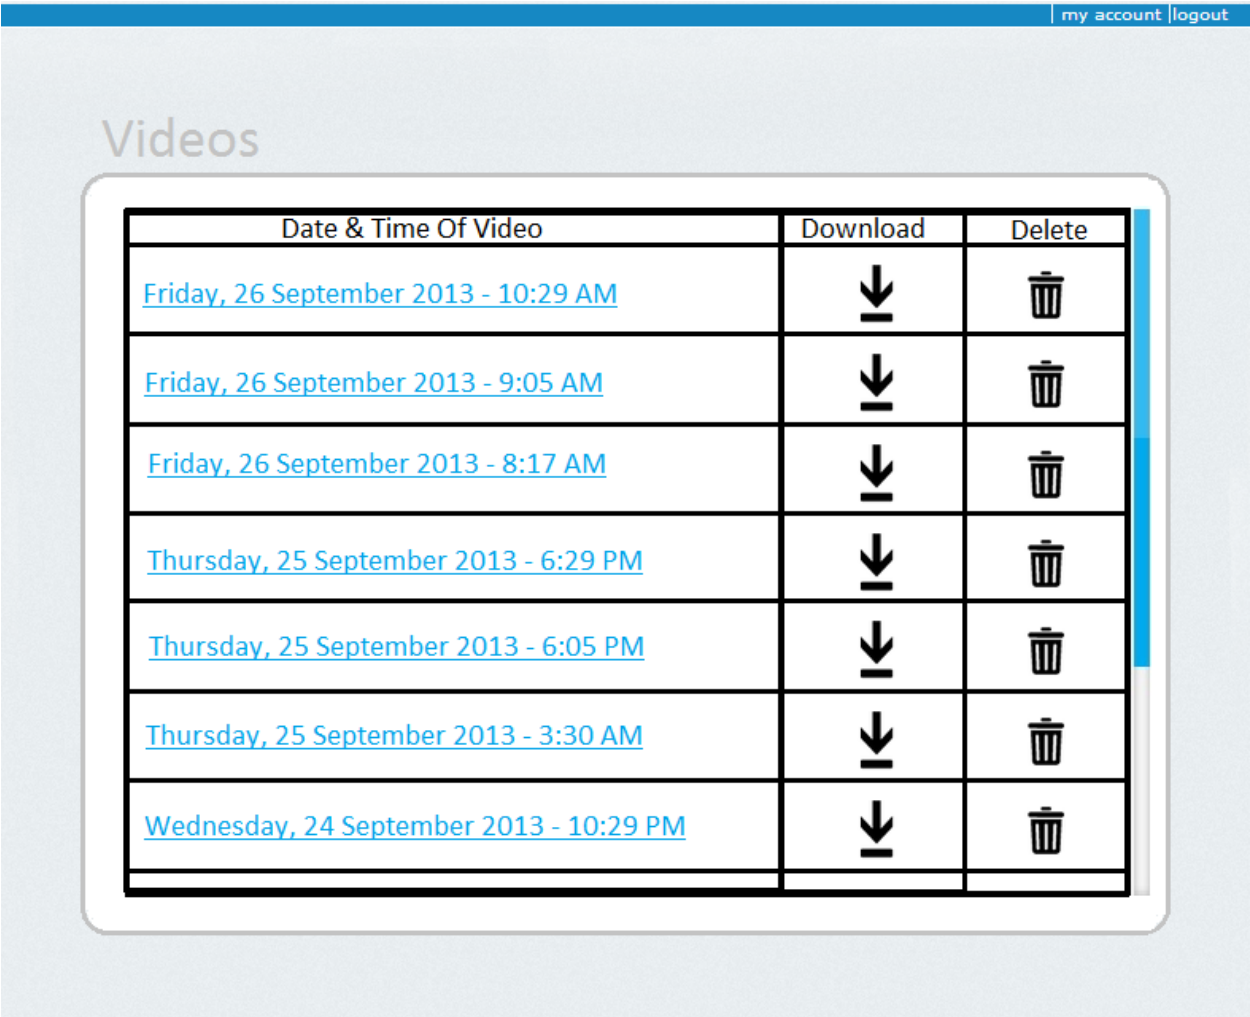 my account |logout
Videos
Date & Time Of Video Download Delete
Friday, 26 September 2013 - 10:29 AM
Friday, 26 September 2013 - 9:05 AM
Friday, 26 September 2013 - 8:17 AM
Thursday, 25 September 2013 - 6:29 PM
Thursday, 25 September 2013 - 6:05 PM
Thursday, 25 September 2013 - 3:30 AM
Wednesday, 24 September 2013 - 10:29 PM